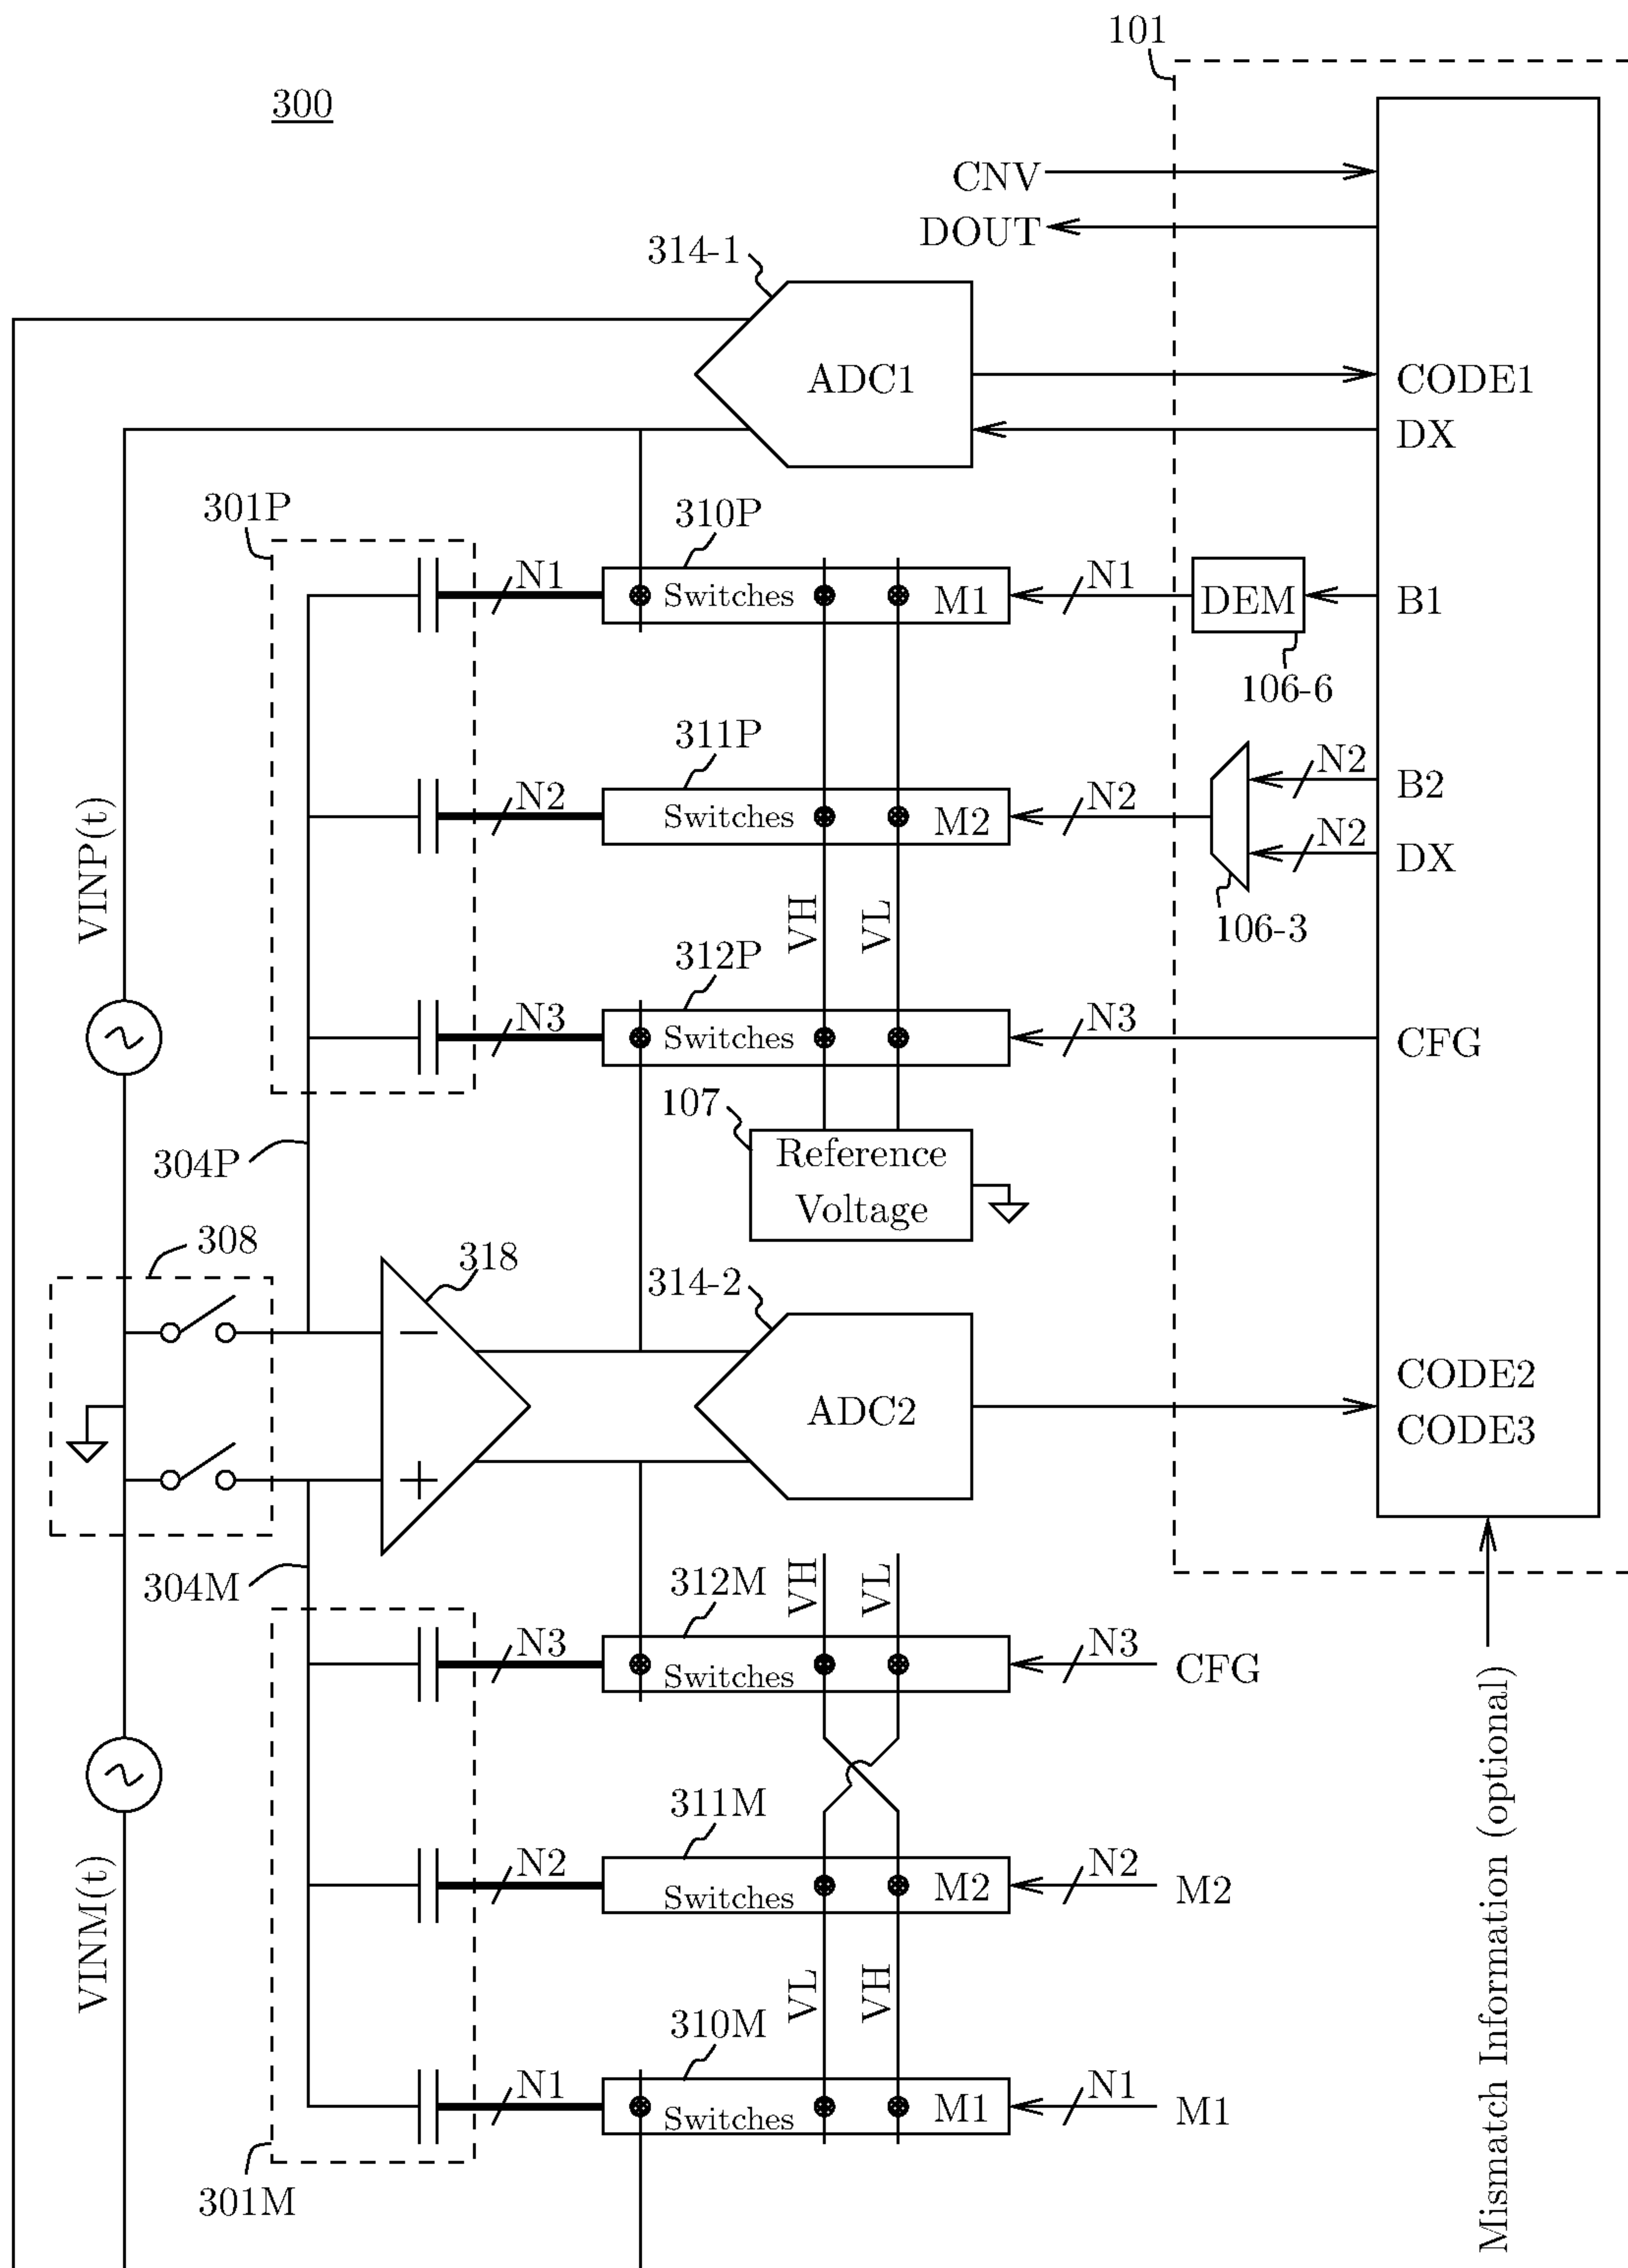 101
300
CNV
DOUT
314-1
ADC1
CODE1
DX
301P
310P
N1
Switches
M1
N1
DEM
B1
106-6
311P
N2
Switches
M2
N2
N2
B2
N2
DX
106-3
VINP(t)
VH
VL
312P
N3
Switches
N3
CFG
107
Reference
Voltage
304P
308
318
314-2
ADC2
CODE2
CODE3
304M
312M
VH
VL
N3
Switches
N3
CFG
311M
N2
Switches
M2
N2
M2
VINM(t)
VL
VH
310M
N1
Switches
M1
N1
M1
301M
Mismatch Information (optional)